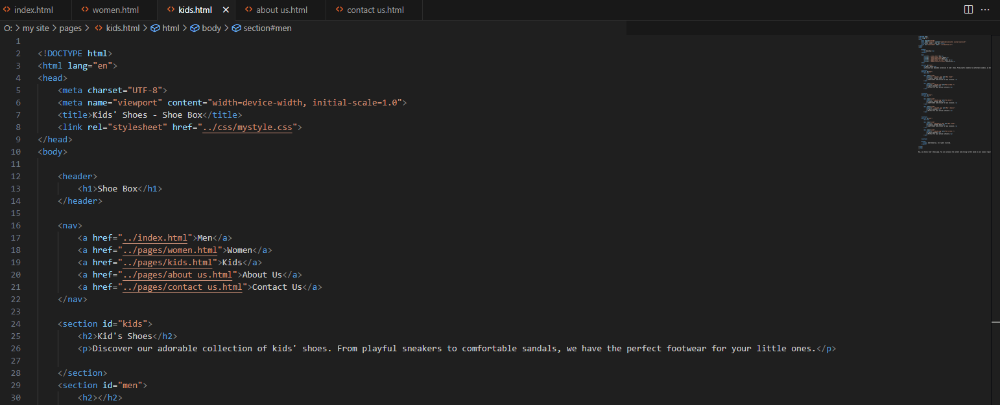 index.html women.html kids.html about us.html contact us.html
O: > my site > pages > kids.html > html > body > section#men
1
2 <!DOCTYPE html>
3 <html lang="en">
4 <head>
5 <meta charset="UTF-8">
6 <meta name="viewport" content="width=device-width, initial-scale=1.0">
7 <title>Kids' Shoes - Shoe Box</title>
8 <link rel="stylesheet" href="../css/mystyle.css">
9 </head>
10 <body>
11
12 <header>
13 <h1>Shoe Box</h1>
14 </header>
15
16 <nav>
17 <a href="../index.html">Men</a>
18 <a href="../pages/women.html">Women</a>
19 <a href="../pages/kids.html">Kids</a>
20 <a href="../pages/about us.html">About Us</a>
21 <a href="../pages/contact us.html">Contact Us</a>
22 </nav>
23
24 <section id="kids">
25 <h2>Kid's Shoes</h2>
26 <p>Discover our adorable collection of kids' shoes. From playful sneakers to comfortable sandals, we have the perfect footwear for your little ones.</p>
27
28 </section>
29 <section id="men">
30 <h2></h2>